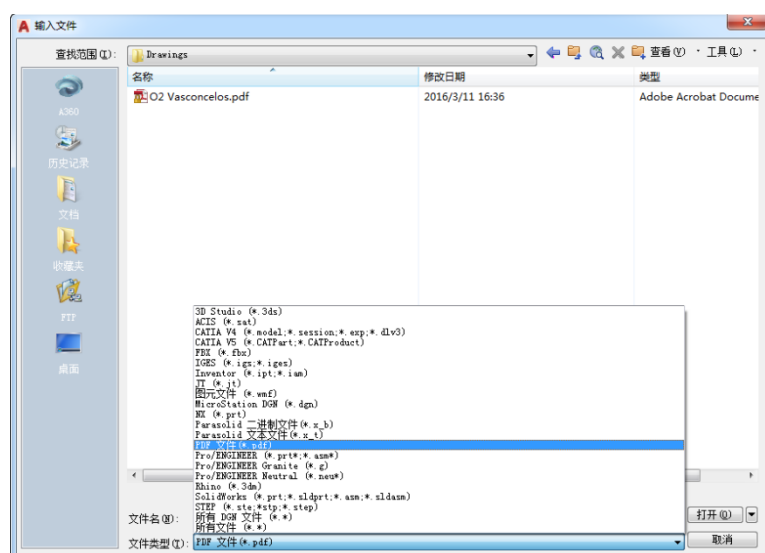 输入文件
查找范围(I):
Drawings
查看(V)
工具(L)
名称
修改日期
类型
O2 Vasconcelos.pdf
2016/3/11 16:36
Adobe Acrobat Docume
A360
历史记录
文档
收藏夹
FTP
桌面
3D Studio (*.3ds)
ACIS (*.sat)
CATIA V4 (*.model;*.session;*.exp;*.dlv3)
CATIA V5 (*.CATPart;*.CATProduct)
FBX (*.fbx)
IGES (*.igs;*.iges)
Inventor (*.ipt;*.iam)
JT (*.jt)
图元文件 (*.wmf)
MicroStation DGN (*.dgn)
NX (*.prt)
Parasolid 二进制文件(*.x_b)
Parasolid 文本文件(*.x_t)
PDF 文件(*.pdf)
Pro/ENGINEER (*.prt*;*.asm*)
Pro/ENGINEER Granite (*.g)
Pro/ENGINEER Neutral (*.neu*)
Rhino (*.3dm)
SolidWorks (*.prt;*.sldprt;*.asm;*.sldasm)
STEP (*.ste;*stp;*.step)
所有 DGN 文件 (*.*)
所有文件 (*.*)
文件名(N):
打开(O)
文件类型(T):
PDF 文件(*.pdf)
取消